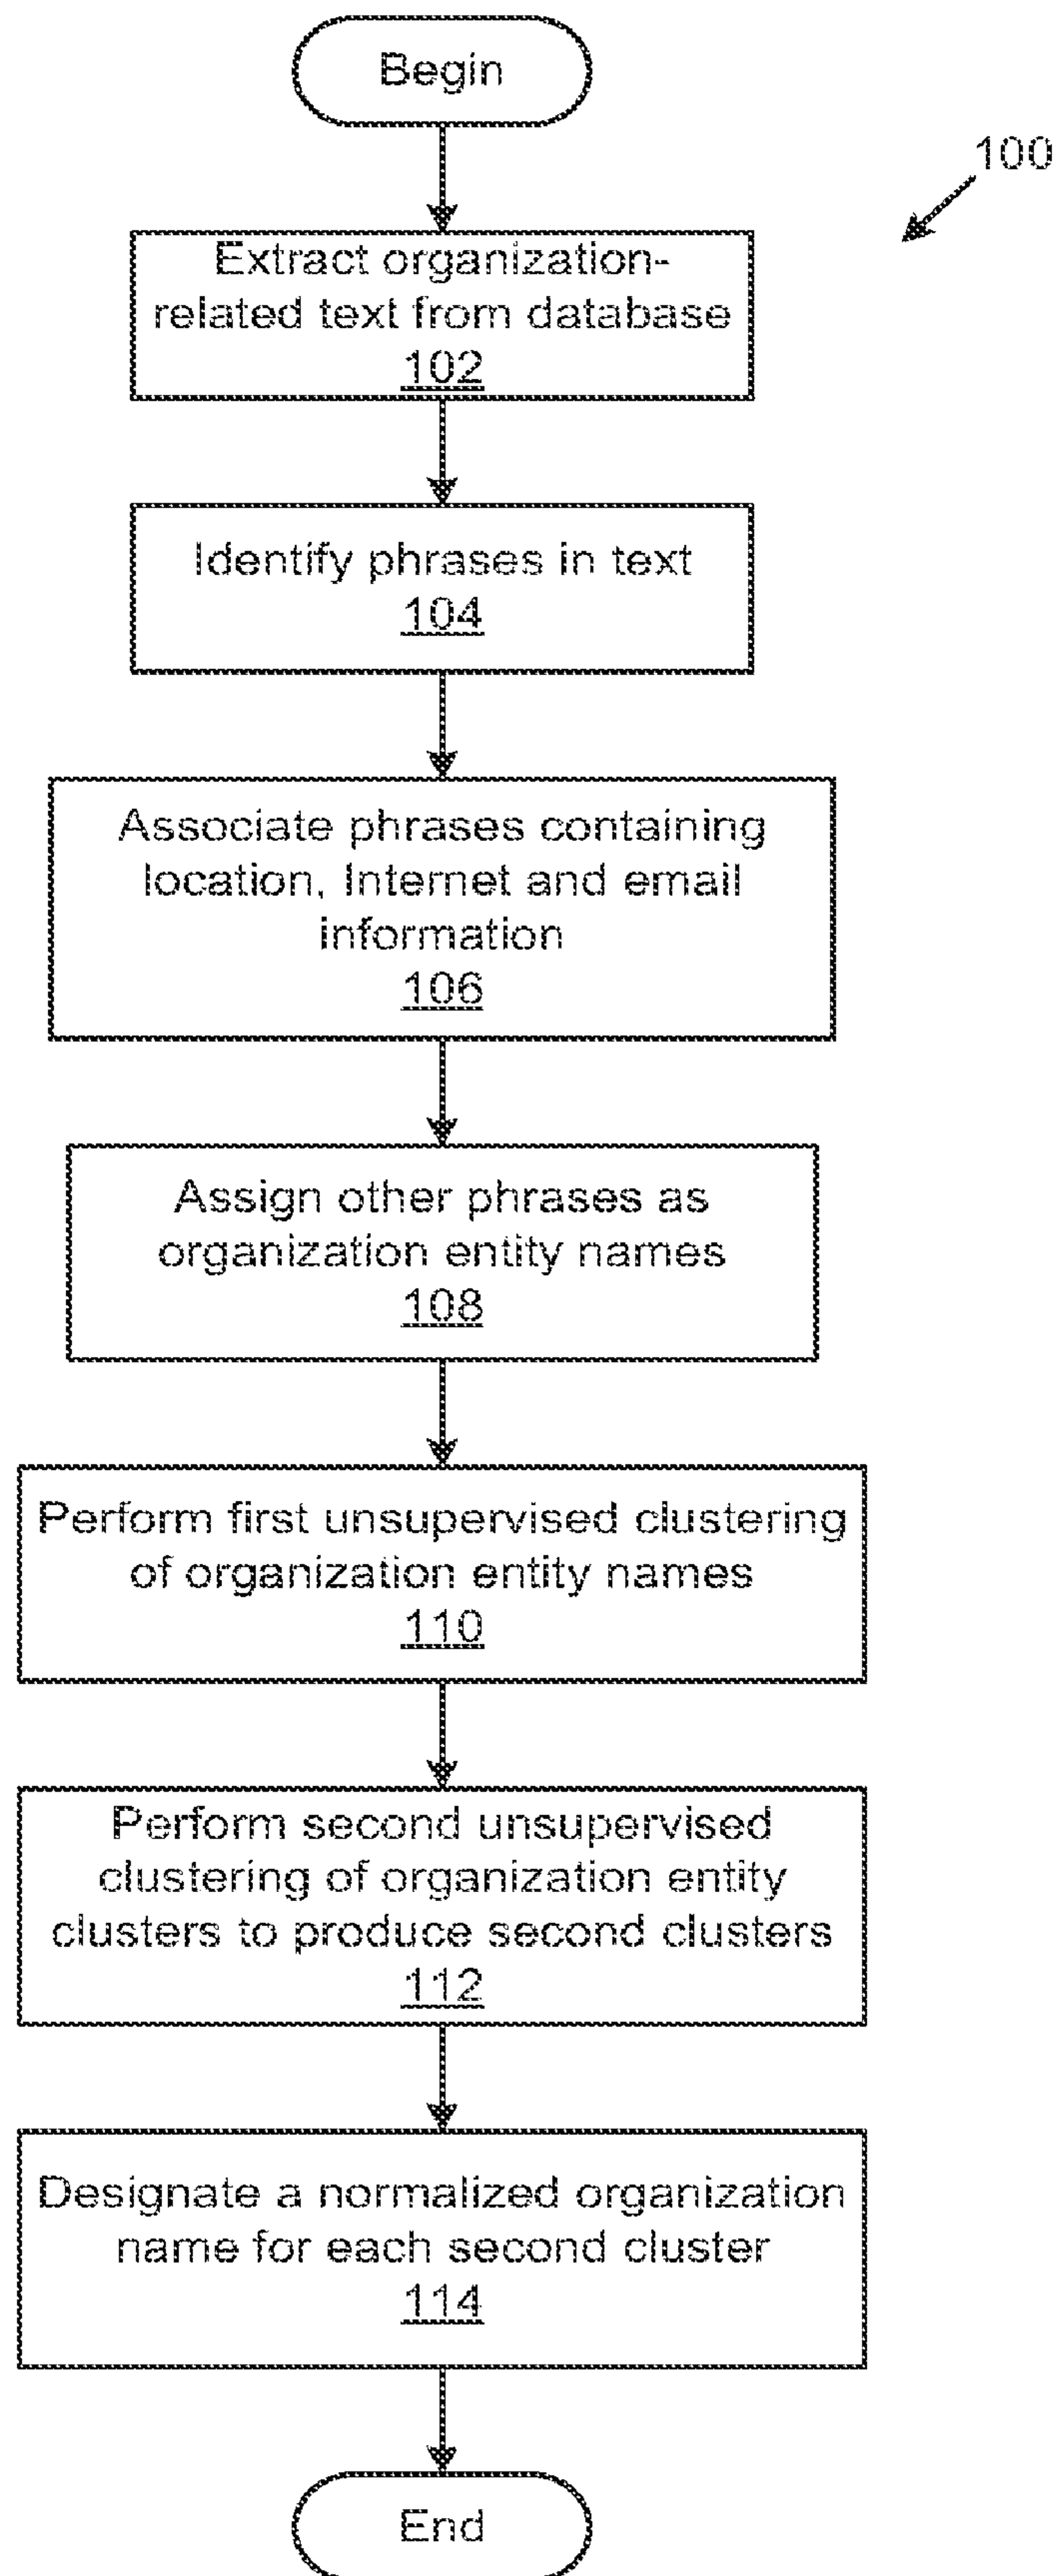 Begin
100
Extract organization-
related text from database
102
Identify phrases in text
104
Associate phrases containing
location, Internet and email
information
106
Assign other phrases as
organization entity names
108
Perform first unsupervised clustering
of organization entity names
110
Perform second unsupervised
clustering of organization entity
clusters to produce second clusters
112
Designate a normalized organization
name for each second cluster
114
End